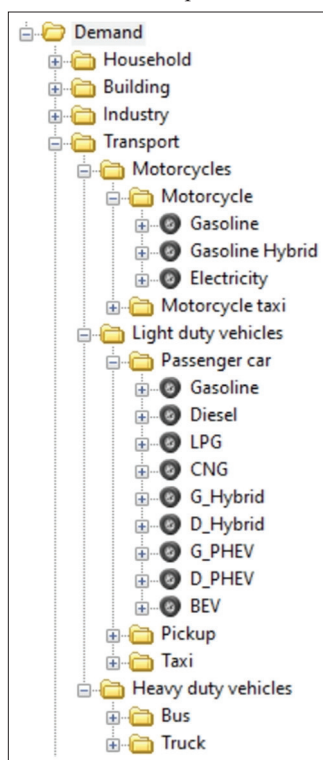 Demand
Household
Building
Industry
Transport
Motorcycles
Motorcycle
Gasoline
Gasoline Hybrid
Electricity
Motorcycle taxi
Light duty vehicles
Passenger car
Gasoline
Diesel
LPG
CNG
G_Hybrid
D_Hybrid
G_PHEV
D_PHEV
BEV
Pickup
Taxi
Heavy duty vehicles
Bus
Truck